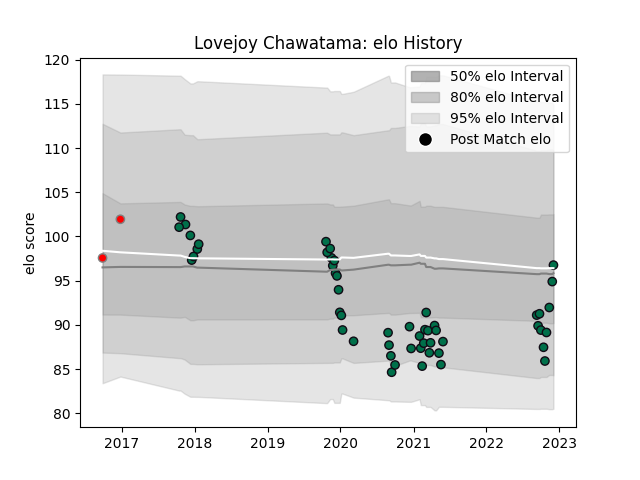 Lovejoy Chawatama: elo History
120
115
110
105
100
95
90
85
80
elo score
50% elo Interval
80% elo Interval
95% elo Interval
Post Match elo
2017 2018 2019 2020 2021 2022 2023